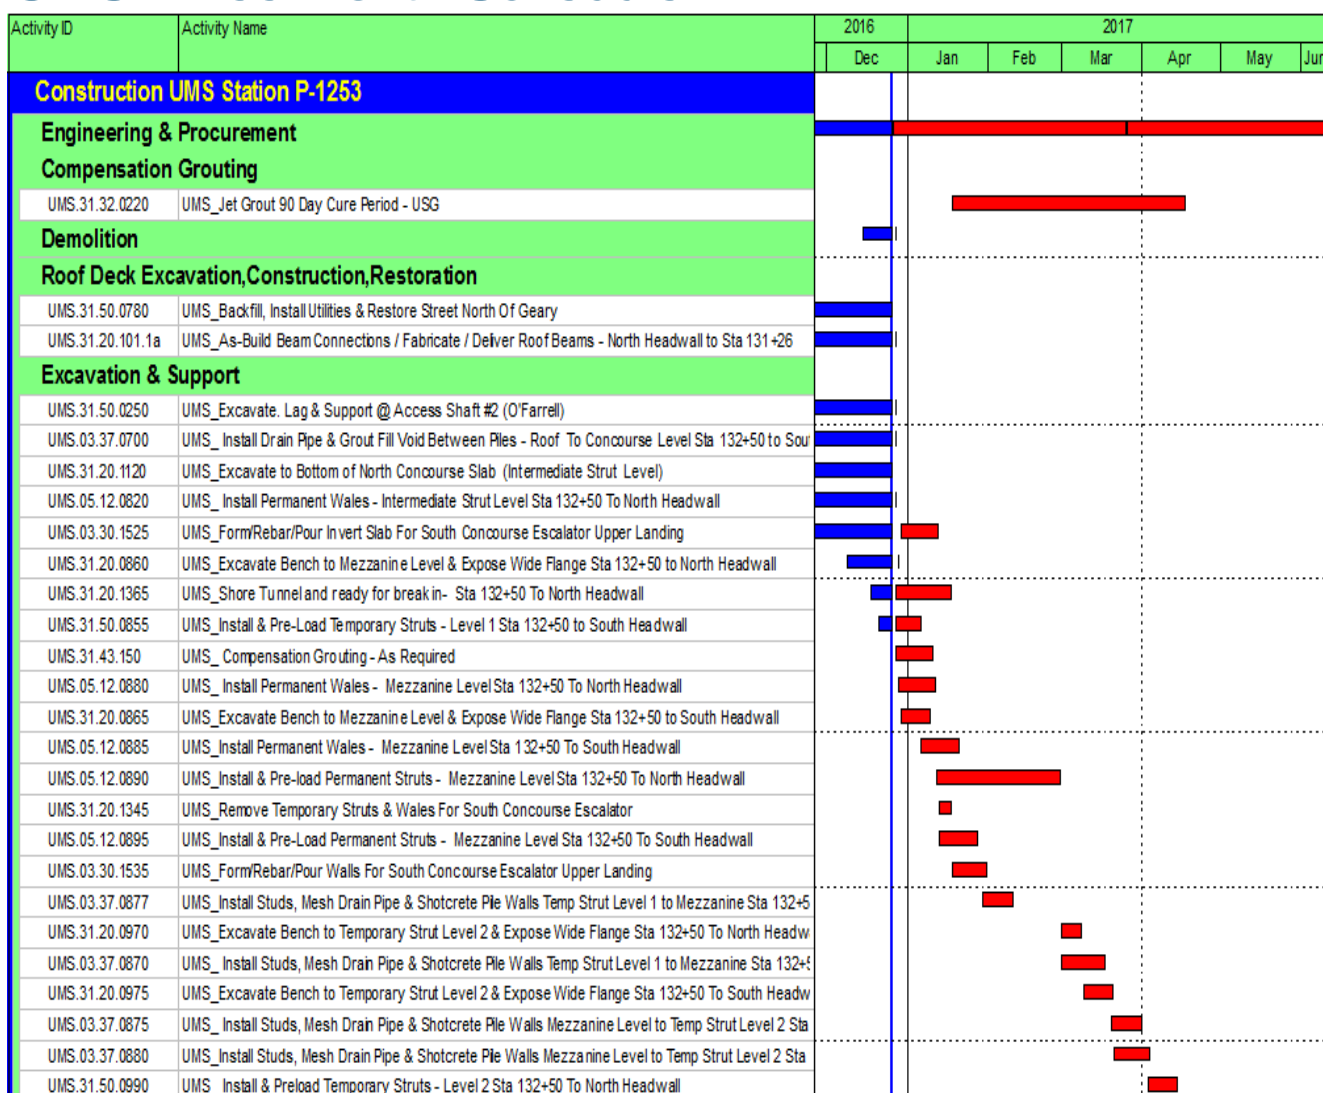 Activity ID Activity Name 2016 2017
Dec Jan Feb Mar Apr May Jun
Construction UMS Station P-1253
Engineering & Procurement
Compensation Grouting
UMS.31.32.0220 UMS_Jet Grout 90 Day Cure Period - USG
Demolition
Roof Deck Excavation,Construction,Restoration
UMS.31.50.0780 UMS_Backfill, Install Utilities & Restore Street North Of Geary
UMS.31.20.101.1a UMS_As-Build Beam Connections / Fabricate / Deliver Roof Beams - North Headwall to Sta 131+26
Excavation & Support
UMS.31.50.0250 UMS_Excavate. Lag & Support @ Access Shaft #2 (O'Farrell)
UMS.03.37.0700 UMS_ Install Drain Pipe & Grout Fill Void Between Piles - Roof To Concourse Level Sta 132+50 to Sou
UMS.31.20.1120 UMS_Excavate to Bottom of North Concourse Slab (Intermediate Strut Level)
UMS.05.12.0820 UMS_ Install Permanent Wales - Intermediate Strut Level Sta 132+50 To North Headwall
UMS.03.30.1525 UMS_Form/Rebar/Pour Invert Slab For South Concourse Escalator Upper Landing
UMS.31.20.0860 UMS_Excavate Bench to Mezzanine Level & Expose Wide Flange Sta 132+50 to North Headwall
UMS.31.20.1365 UMS_Shore Tunnel and ready for break in- Sta 132+50 To North Headwall
UMS.31.50.0855 UMS_Install & Pre-Load Temporary Struts - Level 1 Sta 132+50 to South Headwall
UMS.31.43.150 UMS_ Compensation Grouting - As Required
UMS.05.12.0880 UMS_ Install Permanent Wales - Mezzanine Level Sta 132+50 To North Headwall
UMS.31.20.0865 UMS_Excavate Bench to Mezzanine Level & Expose Wide Flange Sta 132+50 to South Headwall
UMS.05.12.0885 UMS_Install Permanent Wales - Mezzanine Level Sta 132+50 To South Headwall
UMS.05.12.0890 UMS_Install & Pre-load Permanent Struts - Mezzanine Level Sta 132+50 To North Headwall
UMS.31.20.1345 UMS_Remove Temporary Struts & Wales For South Concourse Escalator
UMS.05.12.0895 UMS_Install & Pre-Load Permanent Struts - Mezzanine Level Sta 132+50 To South Headwall
UMS.03.30.1535 UMS_Form/Rebar/Pour Walls For South Concourse Escalator Upper Landing
UMS.03.37.0877 UMS_Install Studs, Mesh Drain Pipe & Shotcrete Pile Walls Temp Strut Level 1 to Mezzanine Sta 132+5
UMS.31.20.0970 UMS_Excavate Bench to Temporary Strut Level 2 & Expose Wide Flange Sta 132+50 To North Headw
UMS.03.37.0870 UMS_ Install Studs, Mesh Drain Pipe & Shotcrete Pile Walls Temp Strut Level 1 to Mezzanine Sta 132+5
UMS.31.20.0975 UMS_Excavate Bench to Temporary Strut Level 2 & Expose Wide Flange Sta 132+50 To South Headw
UMS.03.37.0875 UMS_ Install Studs, Mesh Drain Pipe & Shotcrete Pile Walls Mezzanine Level to Temp Strut Level 2 Sta
UMS.03.37.0880 UMS_Install Studs, Mesh Drain Pipe & Shotcrete Pile Walls Mezzanine Level to Temp Strut Level 2 Sta
UMS.31.50.0990 UMS_ Install & Preload Temporary Struts - Level 2 Sta 132+50 To North Headwall